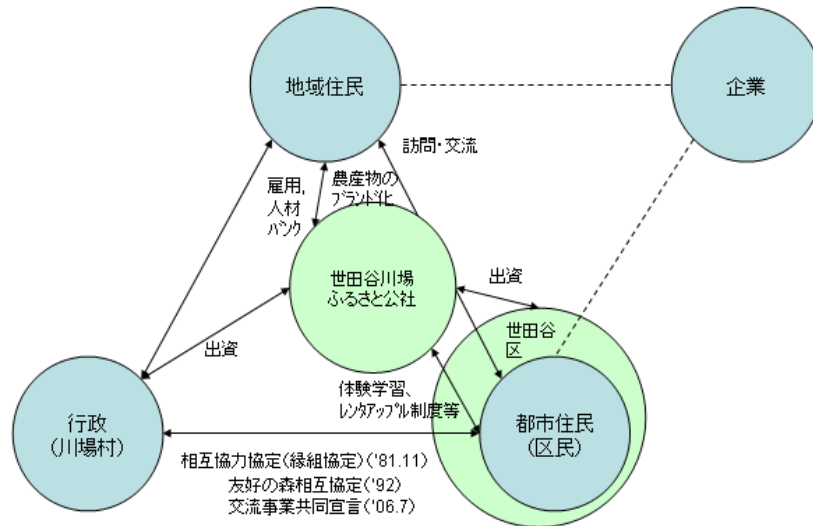 地域住民
企業
訪問・交流
雇用,
人材
バンク
農産物の
ブランド化
世田谷川場
ふるさと公社
出資
出資
世田谷
区
体験学習、
レンタアップル制度等
行政
(川場村)
都市住民
(区民)
相互協力協定(縁組協定)('81.11)
友好の森相互協定('92)
交流事業共同宣言('06.7)